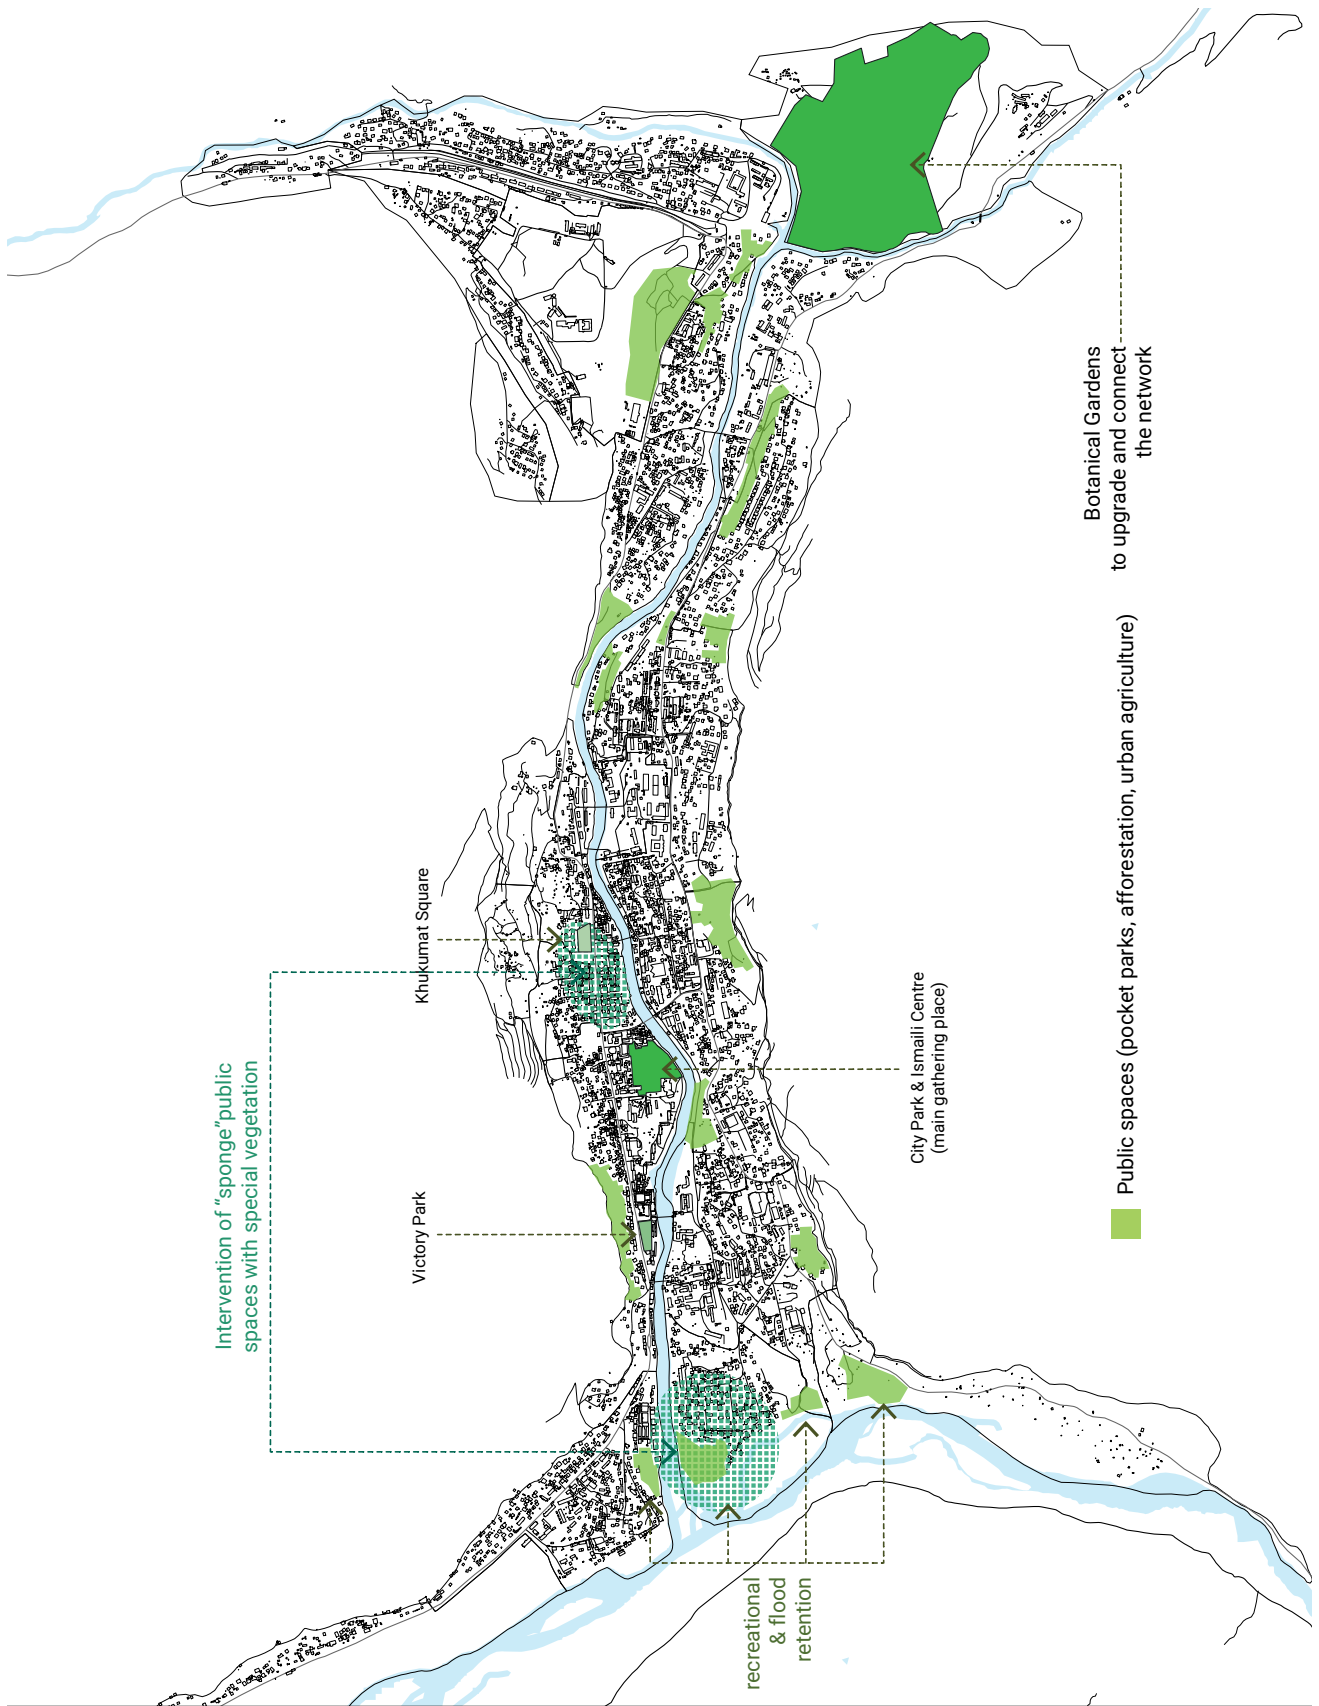 Intervention of “sponge”public
spaces with special vegetation
Victory Park
Khukumat Square
recreational
& flood
retention
City Park & Ismaili Centre
(main gathering place)
Botanical Gardens
to upgrade and connect
the network
Public spaces (pocket parks, afforestation, urban agriculture)